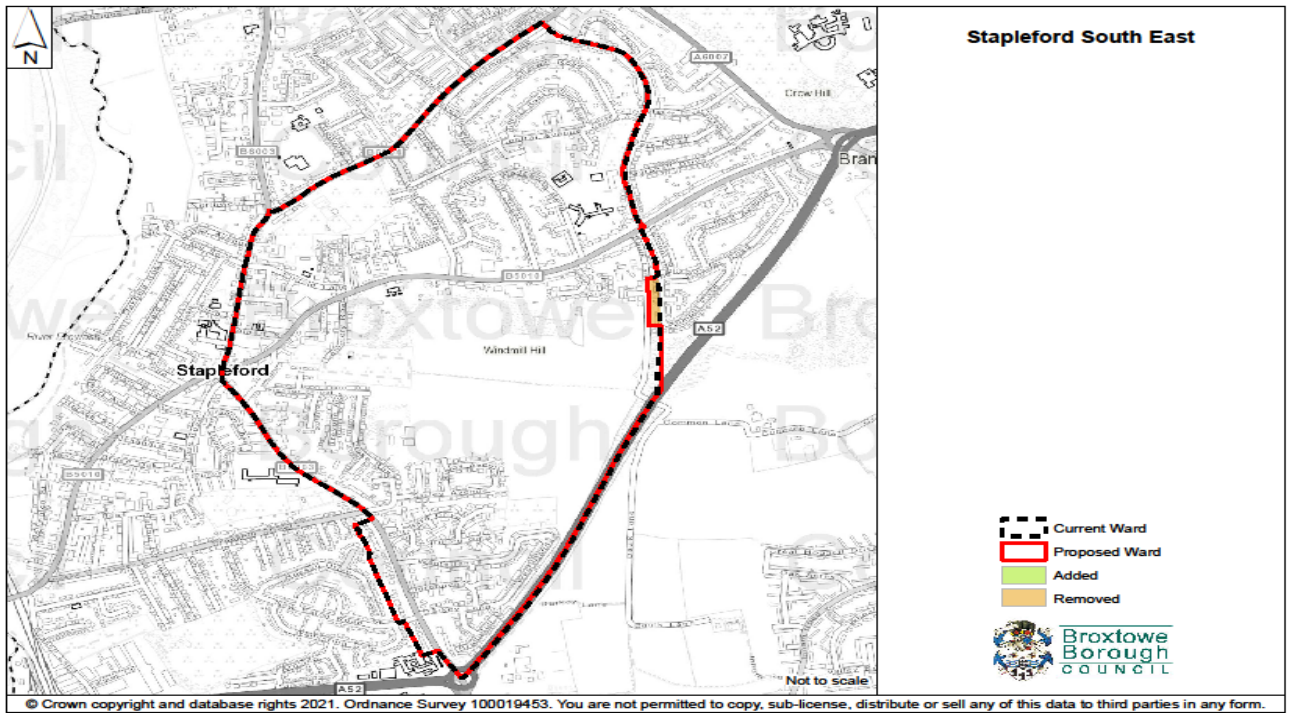 Stapleford South East
N
A6007
Crow Hill
B6003
Bran
B5010
A52
River Erewash
Windmill Hill
Stapleford
Common Lane
B5010
A52
Not to scale
Current Ward
Proposed Ward
Added
Removed
Broxtowe
Borough
COUNCIL
© Crown copyright and database rights 2021. Ordnance Survey 100019453. You are not permitted to copy, sub-license, distribute or sell any of this data to third parties in any form.